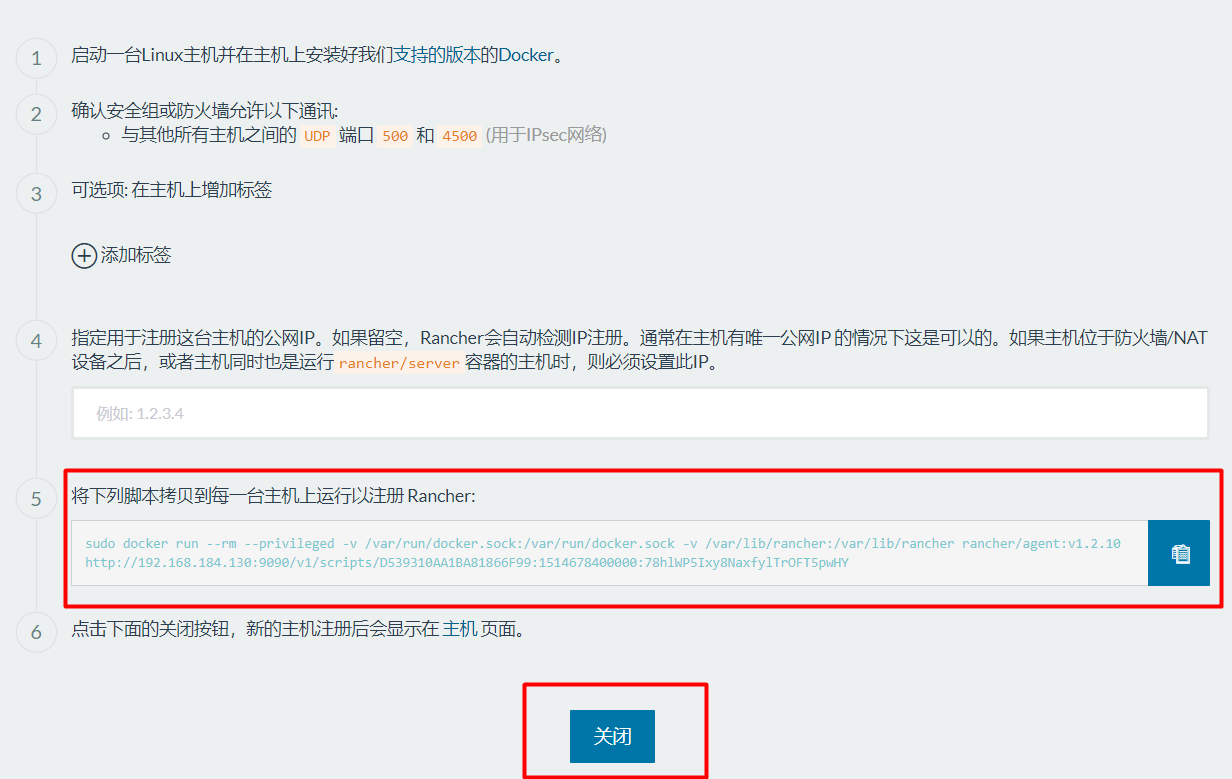 1 启动一台Linux主机并在主机上安装好我们支持的版本的Docker。
2 确认安全组或防火墙允许以下通讯:
与其他所有主机之间的 UDP 端口 500 和 4500 (用于IPsec网络)
3 可选项: 在主机上增加标签
添加标签
4 指定用于注册这台主机的公网IP。如果留空，Rancher会自动检测IP注册。通常在主机有唯一公网IP 的情况下这是可以的。如果主机位于防火墙/NAT
设备之后，或者主机同时也是运行 rancher/server 容器的主机时，则必须设置此IP。
例如: 1.2.3.4
5 将下列脚本拷贝到每一台主机上运行以注册 Rancher:
sudo docker run --rm --privileged -v /var/run/docker.sock:/var/run/docker.sock -v /var/lib/rancher:/var/lib/rancher rancher/agent:v1.2.10
http://192.168.184.130:9090/v1/scripts/D539310AA1BA81866F99:1514678400000:78hlWP5Ixy8NaxfylTrOFT5pwHY
6 点击下面的关闭按钮，新的主机注册后会显示在 主机 页面。
关闭